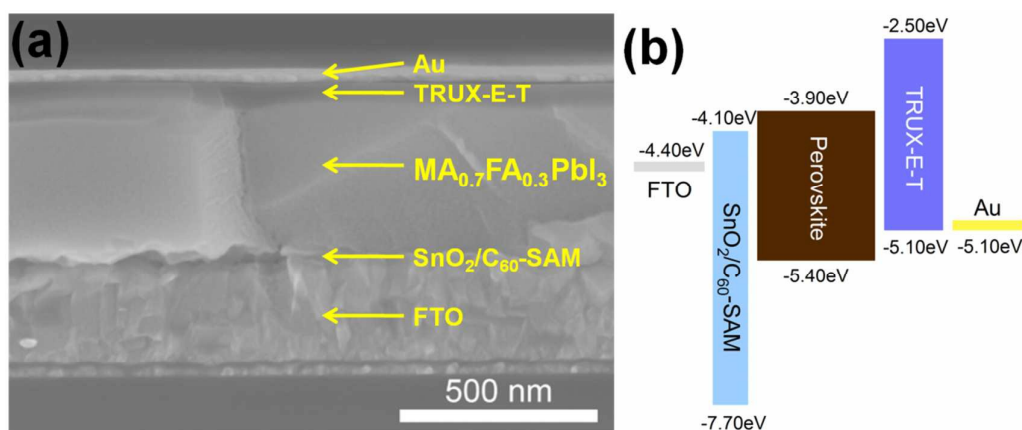 (a)
Au
TRUX-E-T
MA₀.₇FA₀.₃PbI₃
SnO₂/C₆₀-SAM
FTO
500 nm
(b)
-2.50eV
-3.90eV
-4.10eV
-4.40eV
FTO
SnO₂/C₆₀-SAM
Perovskite
TRUX-E-T
Au
-5.10eV
-5.10eV
-5.40eV
-7.70eV